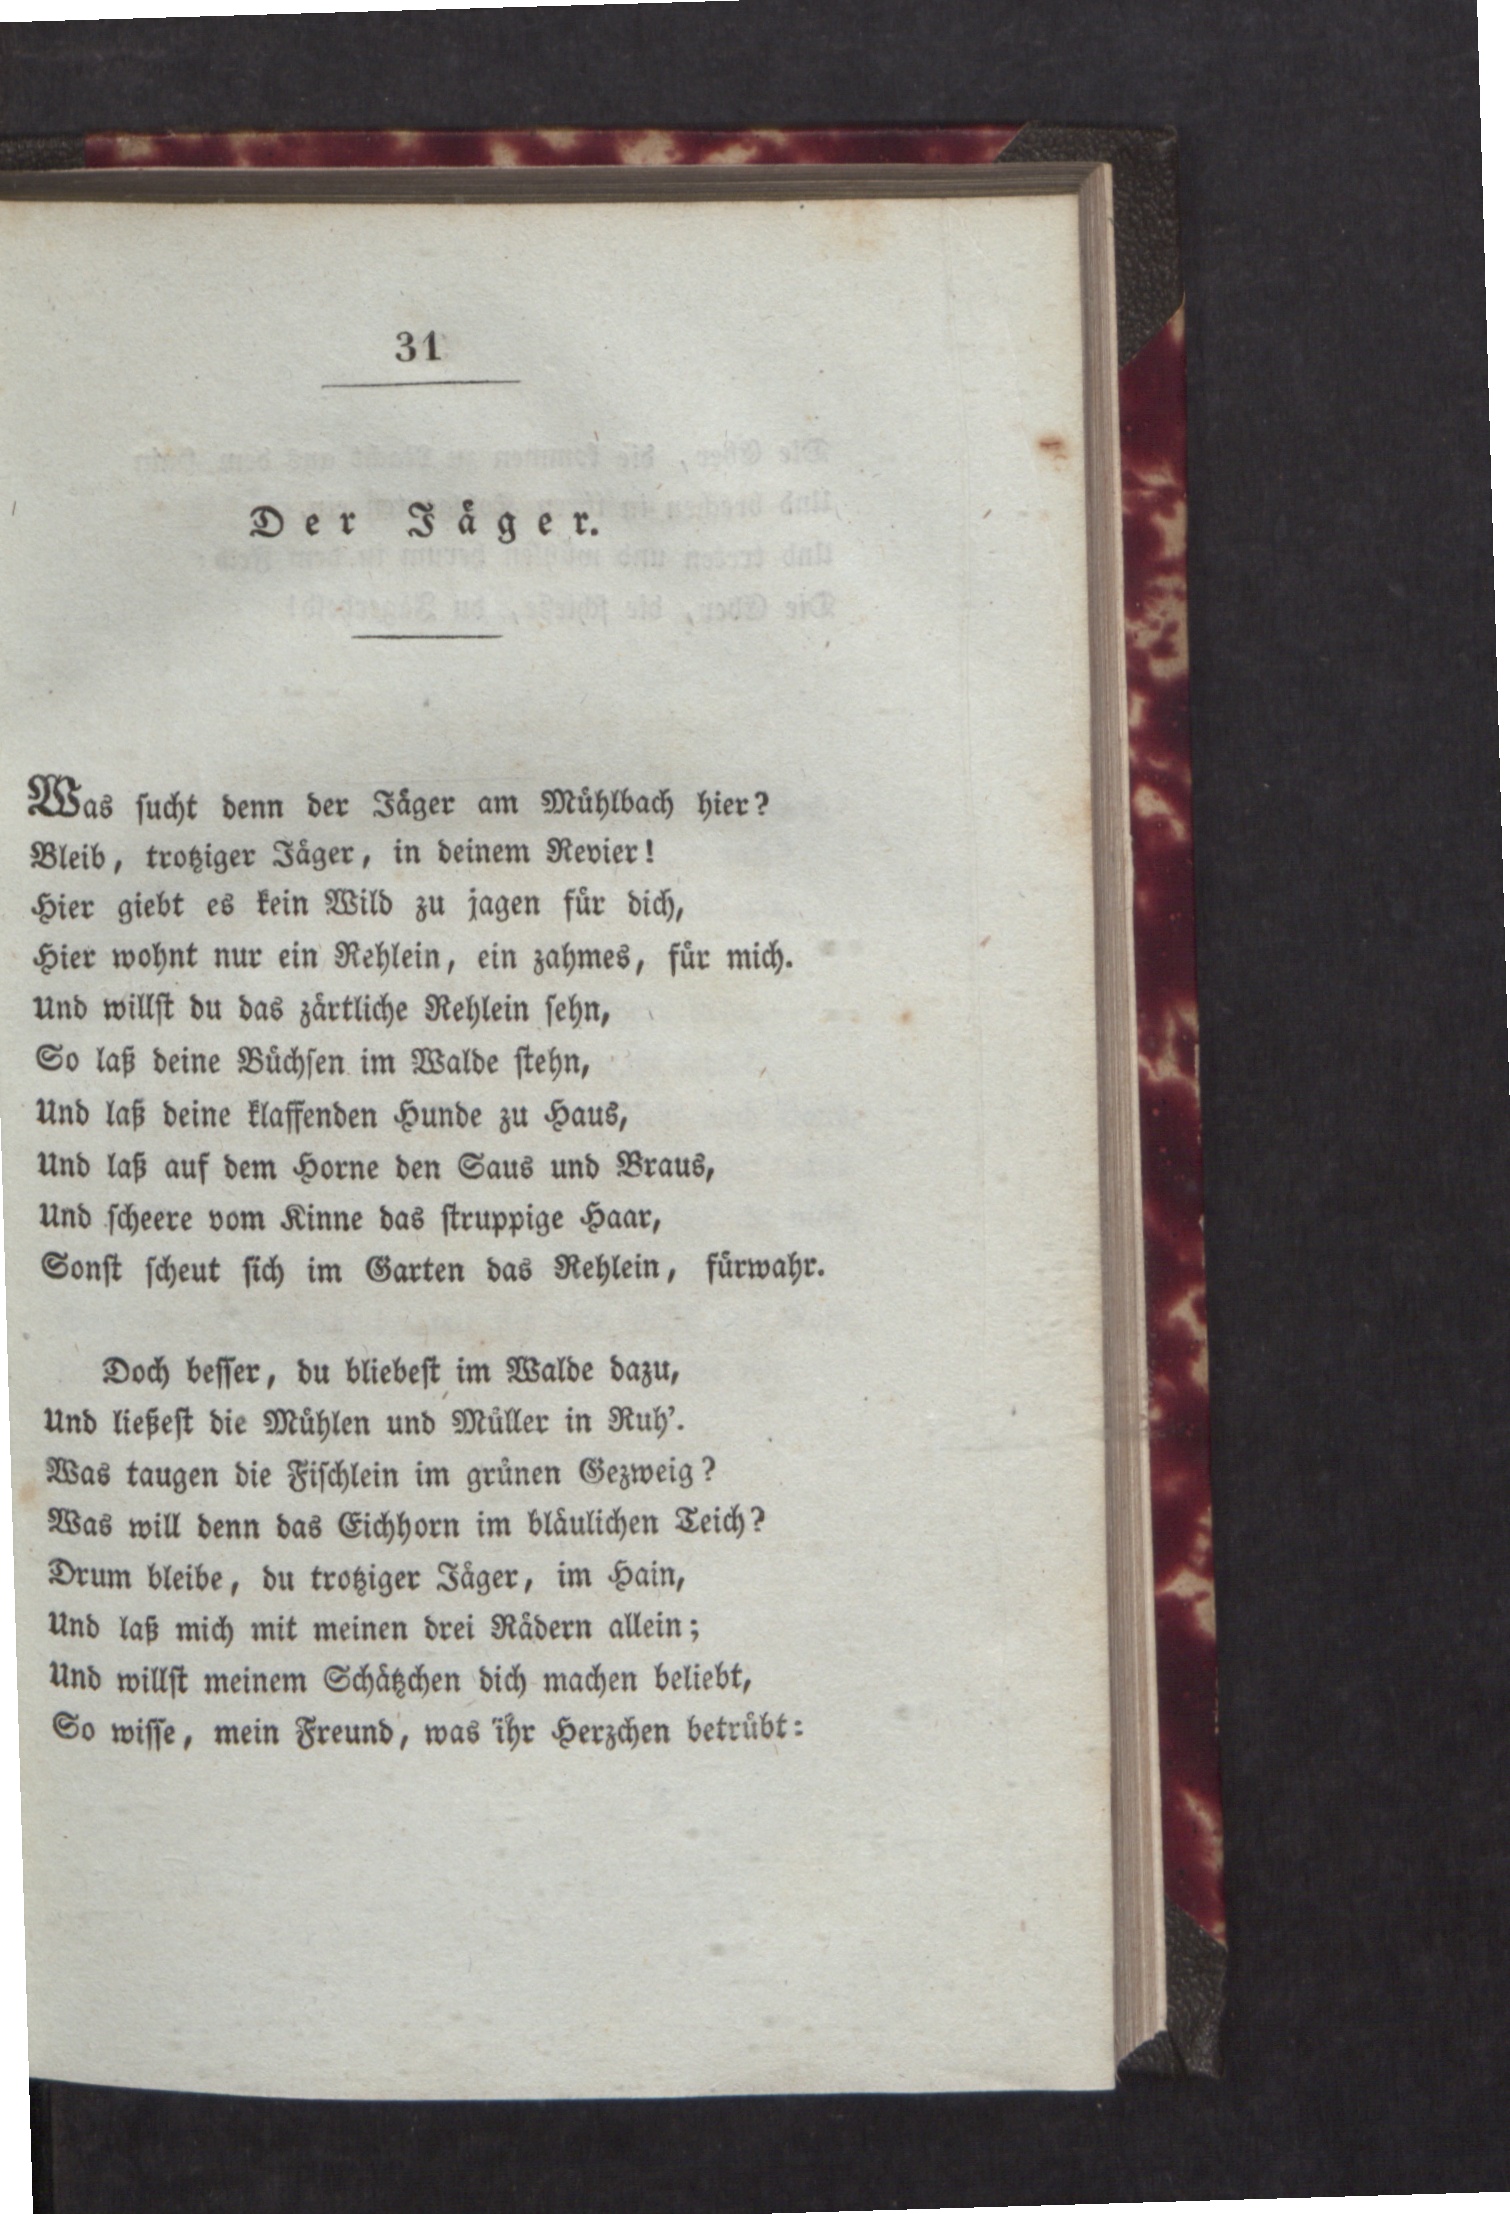 31
Der Jäger.
Was sucht denn der Jäger am Mühlbach hier?
Bleib, trotziger Jäger, in deinem Revier!
Hier giebt es kein Wild zu jagen für dich,
Hier wohnt nur ein Rehlein, ein zahmes, für mich.
Und willst du das zärtliche Rehlein sehn,
So laß deine Büchsen im Walde stehn,
Und laß deine klaffenden Hunde zu Haus,
Und laß auf dem Horne den Saus und Braus,
Und scheere vom Kinne das struppige Haar,
Sonst scheut sich im Garten das Rehlein, fürwahr.
Doch besser, du bliebest im Walde dazu,
Und ließest die Mühlen und Müller in Ruh'.
Was taugen die Fischlein im grünen Gezweig?
Was will denn das Eichhorn im bläulichen Teich?
Drum bleibe, du trotziger Jäger, im Hain,
Und laß mich mit meinen drei Rädern allein;
Und willst meinem Schätzchen dich machen beliebt,
So wisse, mein Freund, was ihr Herzchen betrübt: